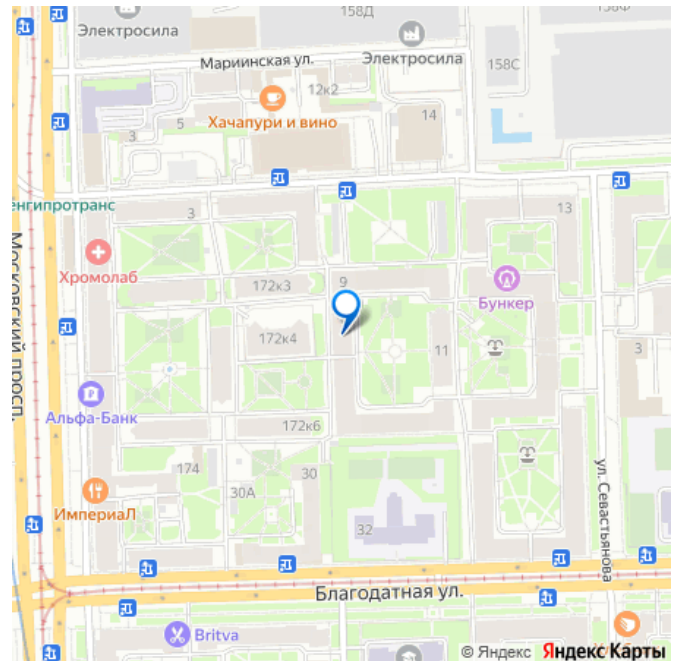 158Д
Электросила
Мариинская ул.
Электросила
158С
12к2
Хачапури и вино
14
5
3
3
13
Хромолаб
172к3
9
Бункер
Московский просп.
172к4
11
3
Альфа-Банк
172к6
174
30
30А
ИмпериаЛ
32
ул. Севастьянова
Благодатная ул.
Britva
© Яндекс Яндекс Карты